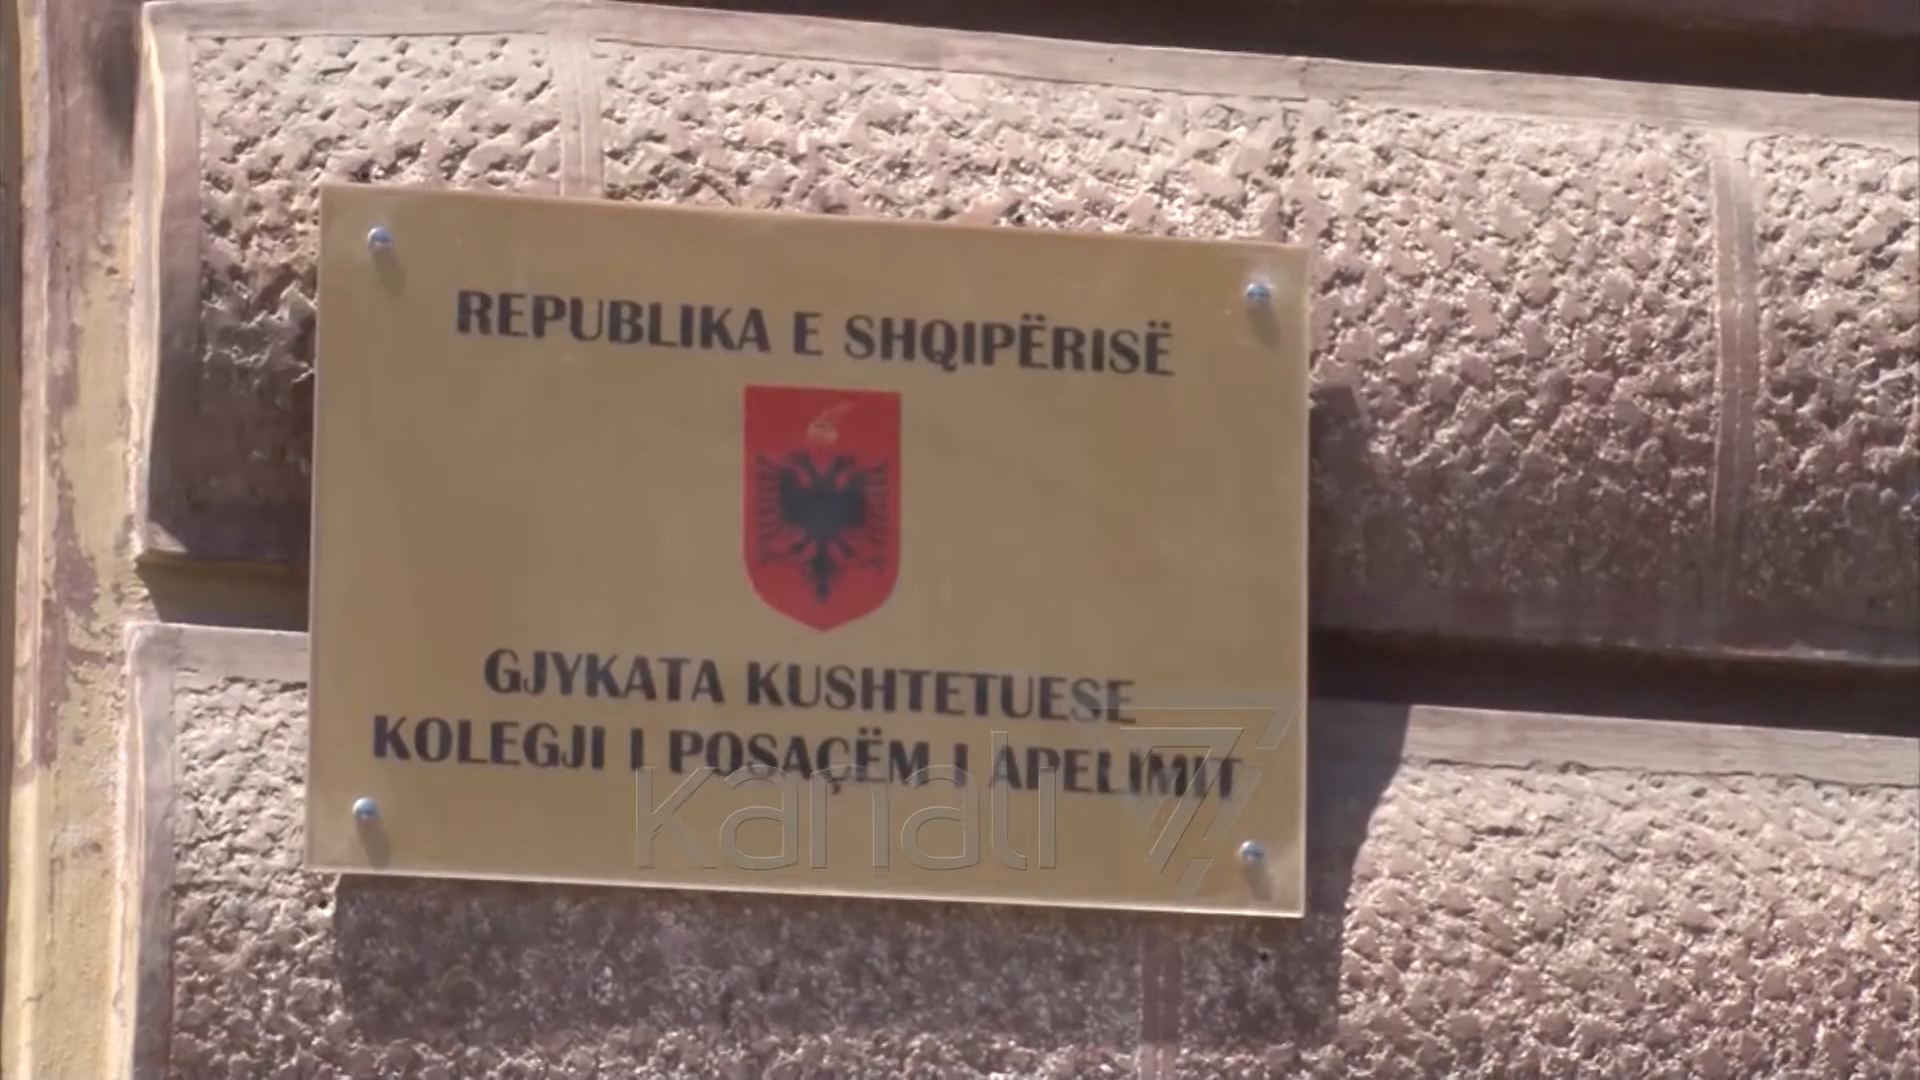 REPUBLIKA E SHQIPËRISË
GJYKATA KUSHTETUESE
KOLEGJI I POSAÇËM I APELIMIT
kanali 7